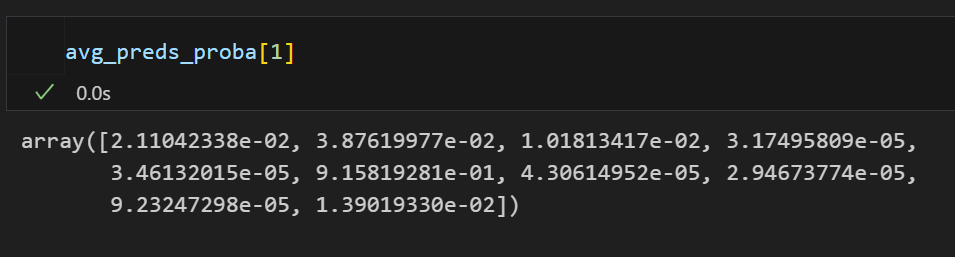 avg_preds_proba[1]
0.0s
array([2.11042338e-02, 3.87619977e-02, 1.01813417e-02, 3.17495809e-05,
3.46132015e-05, 9.15819281e-01, 4.30614952e-05, 2.94673774e-05,
9.23247298e-05, 1.39019330e-02])